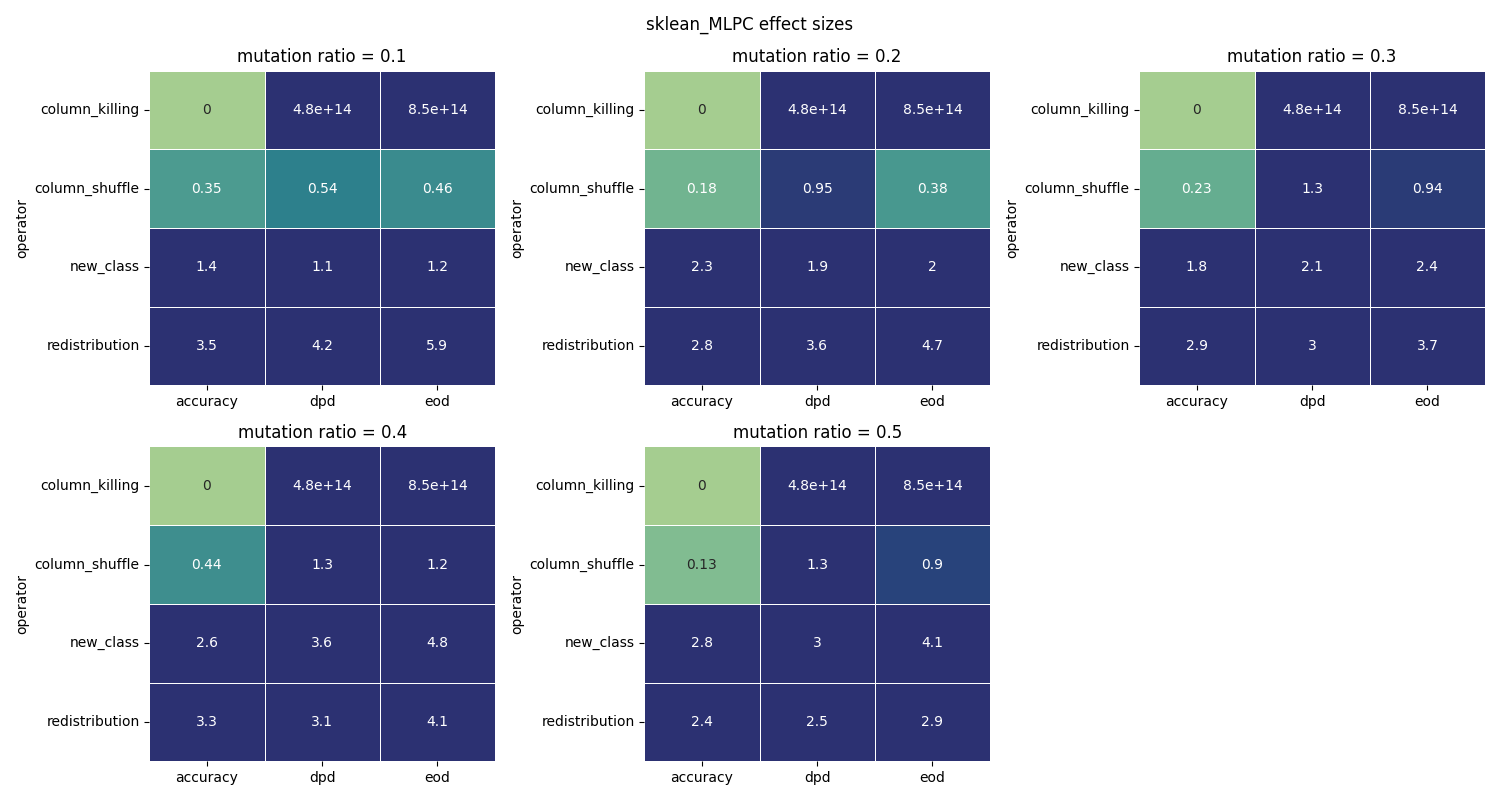 sklean_MLPC effect sizes
mutation ratio = 0.1
operator
column_killing 0 4.8e+14 8.5e+14
column_shuffle 0.35 0.54 0.46
new_class 1.4 1.1 1.2
redistribution 3.5 4.2 5.9
accuracy dpd eod
mutation ratio = 0.2
operator
column_killing 0 4.8e+14 8.5e+14
column_shuffle 0.18 0.95 0.38
new_class 2.3 1.9 2
redistribution 2.8 3.6 4.7
accuracy dpd eod
mutation ratio = 0.3
operator
column_killing 0 4.8e+14 8.5e+14
column_shuffle 0.23 1.3 0.94
new_class 1.8 2.1 2.4
redistribution 2.9 3 3.7
accuracy dpd eod
mutation ratio = 0.4
operator
column_killing 0 4.8e+14 8.5e+14
column_shuffle 0.44 1.3 1.2
new_class 2.6 3.6 4.8
redistribution 3.3 3.1 4.1
accuracy dpd eod
mutation ratio = 0.5
operator
column_killing 0 4.8e+14 8.5e+14
column_shuffle 0.13 1.3 0.9
new_class 2.8 3 4.1
redistribution 2.4 2.5 2.9
accuracy dpd eod